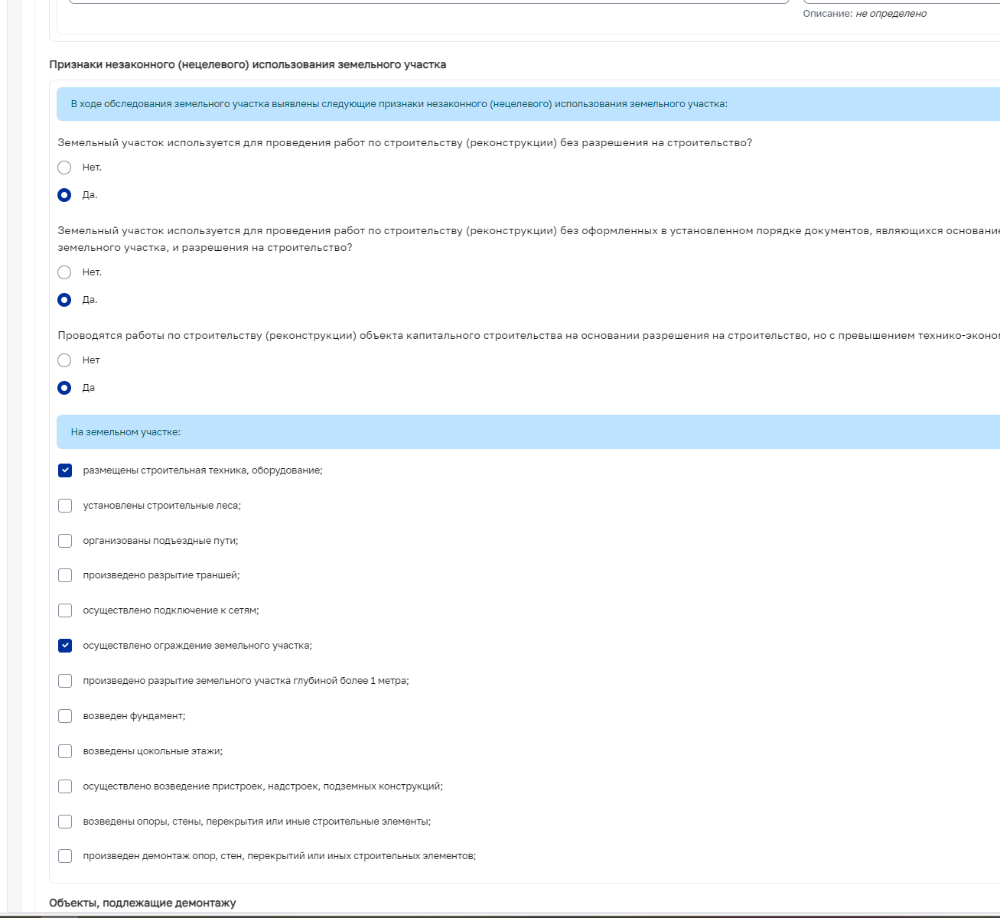 Описание: не определено
Признаки незаконного (нецелевого) использования земельного участка
В ходе обследования земельного участка выявлены следующие признаки незаконного (нецелевого) использования земельного участка:
Земельный участок используется для проведения работ по строительству (реконструкции) без разрешения на строительство?
Нет.
Да.
Земельный участок используется для проведения работ по строительству (реконструкции) без оформленных в установленном порядке документов, являющихся основание
земельного участка, и разрешения на строительство?
Нет.
Да.
Проводятся работы по строительству (реконструкции) объекта капитального строительства на основании разрешения на строительство, но с превышением технико-эконо
Нет
Да
На земельном участке:
размещены строительная техника, оборудование;
установлены строительные леса;
организованы подъездные пути;
произведено разрытие траншей;
осуществлено подключение к сетям;
осуществлено ограждение земельного участка;
произведено разрытие земельного участка глубиной более 1 метра;
возведен фундамент;
возведены цокольные этажи;
осуществлено возведение пристроек, надстроек, подземных конструкций;
возведены опоры, стены, перекрытия или иные строительные элементы;
произведен демонтаж опор, стен, перекрытий или иных строительных элементов;
Объекты, подлежащие демонтажу